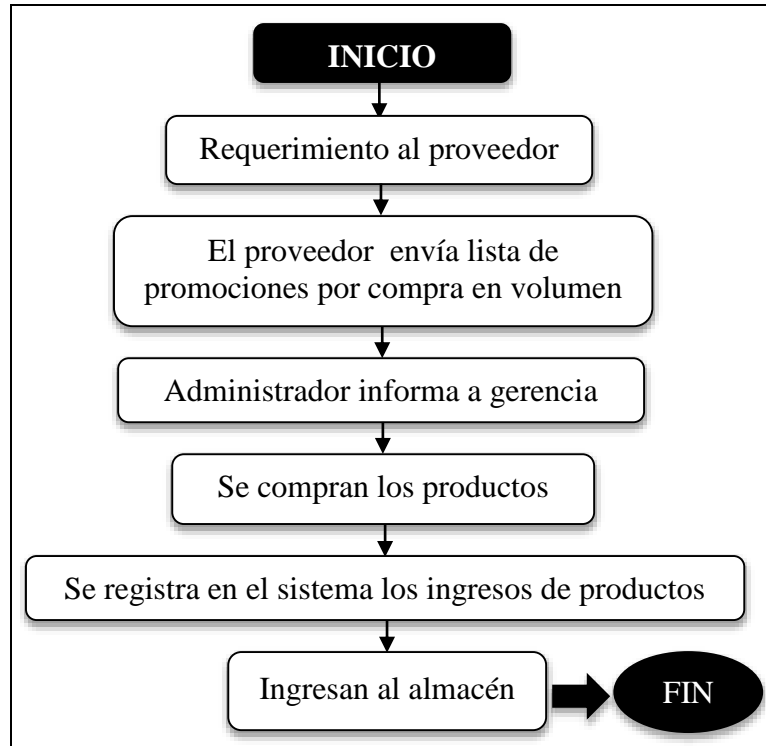 INICIO
Requerimiento al proveedor
El proveedor envía lista de
promociones por compra en volumen
Administrador informa a gerencia
Se compran los productos
Se registra en el sistema los ingresos de productos
Ingresan al almacén
FIN